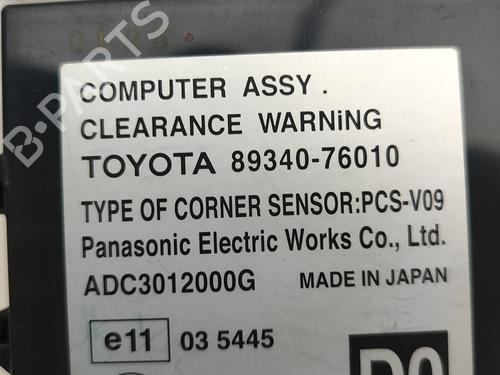 COMPUTER ASSY .
CLEARANCE WARNiNG
TOYOTA 89340-76010
TYPE OF CORNER SENSOR:PCS-V09
Panasonic Electric Works Co., Ltd.
ADC3012000G MADE IN JAPAN
e11 03 5445
B-PARTS